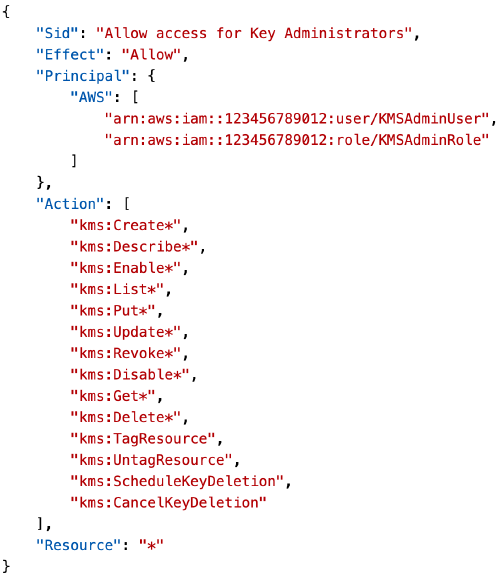 {
    "Sid": "Allow access for Key Administrators",
    "Effect": "Allow",
    "Principal": {
        "AWS": [
            "arn:aws:iam::123456789012:user/KMSAdminUser",
            "arn:aws:iam::123456789012:role/KMSAdminRole"
        ]
    },
    "Action": [
        "kms:Create*",
        "kms:Describe*",
        "kms:Enable*",
        "kms:List*",
        "kms:Put*",
        "kms:Update*",
        "kms:Revoke*",
        "kms:Disable*",
        "kms:Get*",
        "kms:Delete*",
        "kms:TagResource",
        "kms:UntagResource",
        "kms:ScheduleKeyDeletion",
        "kms:CancelKeyDeletion"
    ],
    "Resource": "*"
}